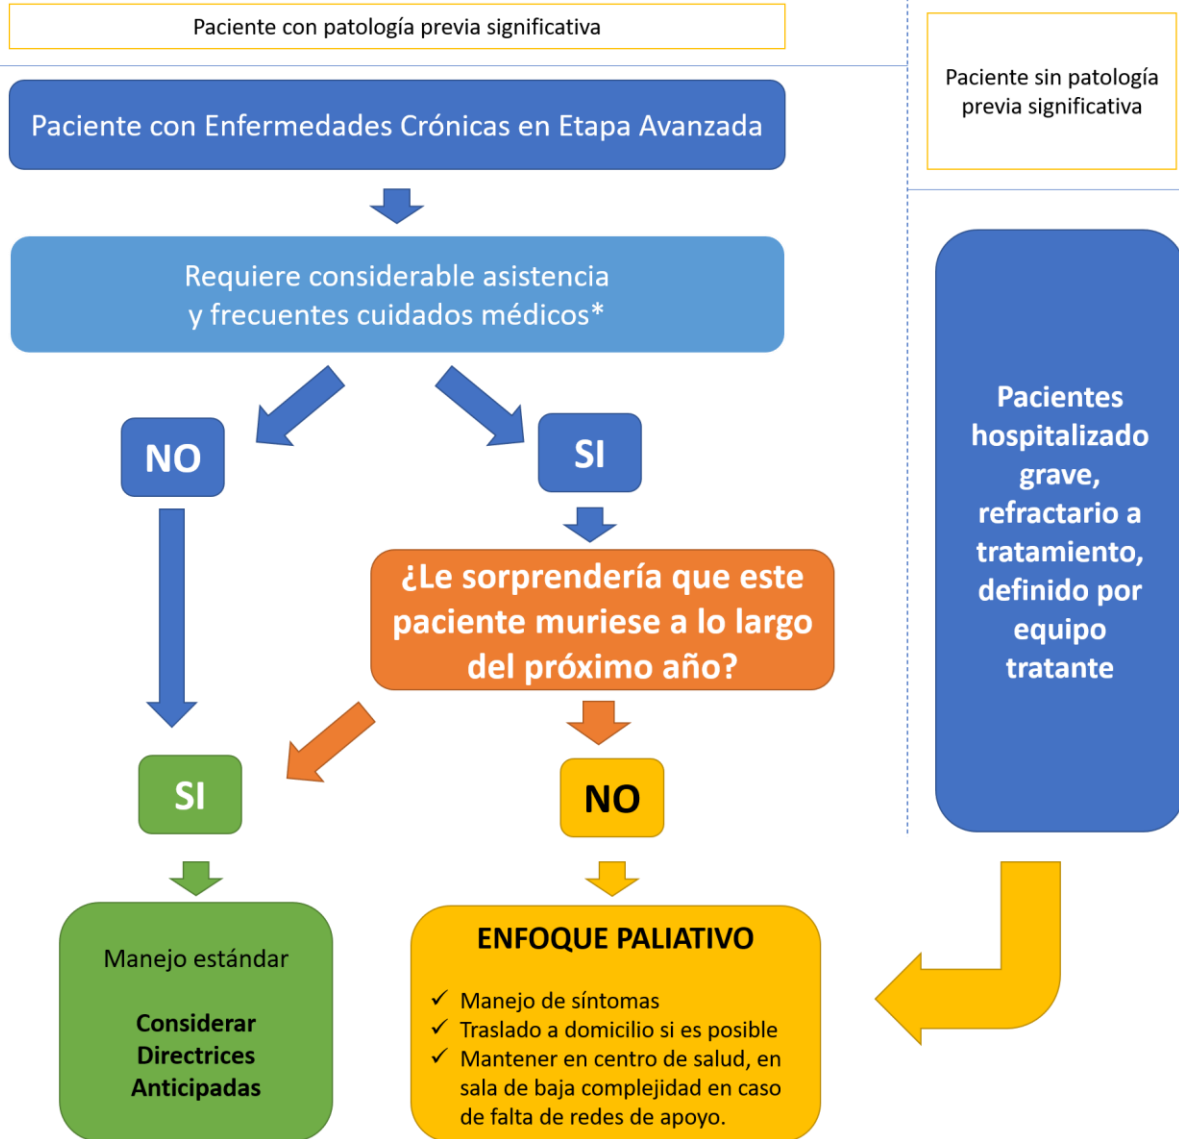 Paciente con patología previa significativa
Paciente sin patología
previa significativa
Paciente con Enfermedades Crónicas en Etapa Avanzada
Requiere considerable asistencia
y frecuentes cuidados médicos*
NO
SI
¿Le sorprendería que este
paciente muriese a lo largo
del próximo año?
SI
NO
Manejo estándar
Considerar
Directrices
Anticipadas
ENFOQUE PALIATIVO
✓ Manejo de síntomas
✓ Traslado a domicilio si es posible
✓ Mantener en centro de salud, en
sala de baja complejidad en caso
de falta de redes de apoyo.
Pacientes
hospitalizado
grave,
refractario a
tratamiento,
definido por
equipo
tratante